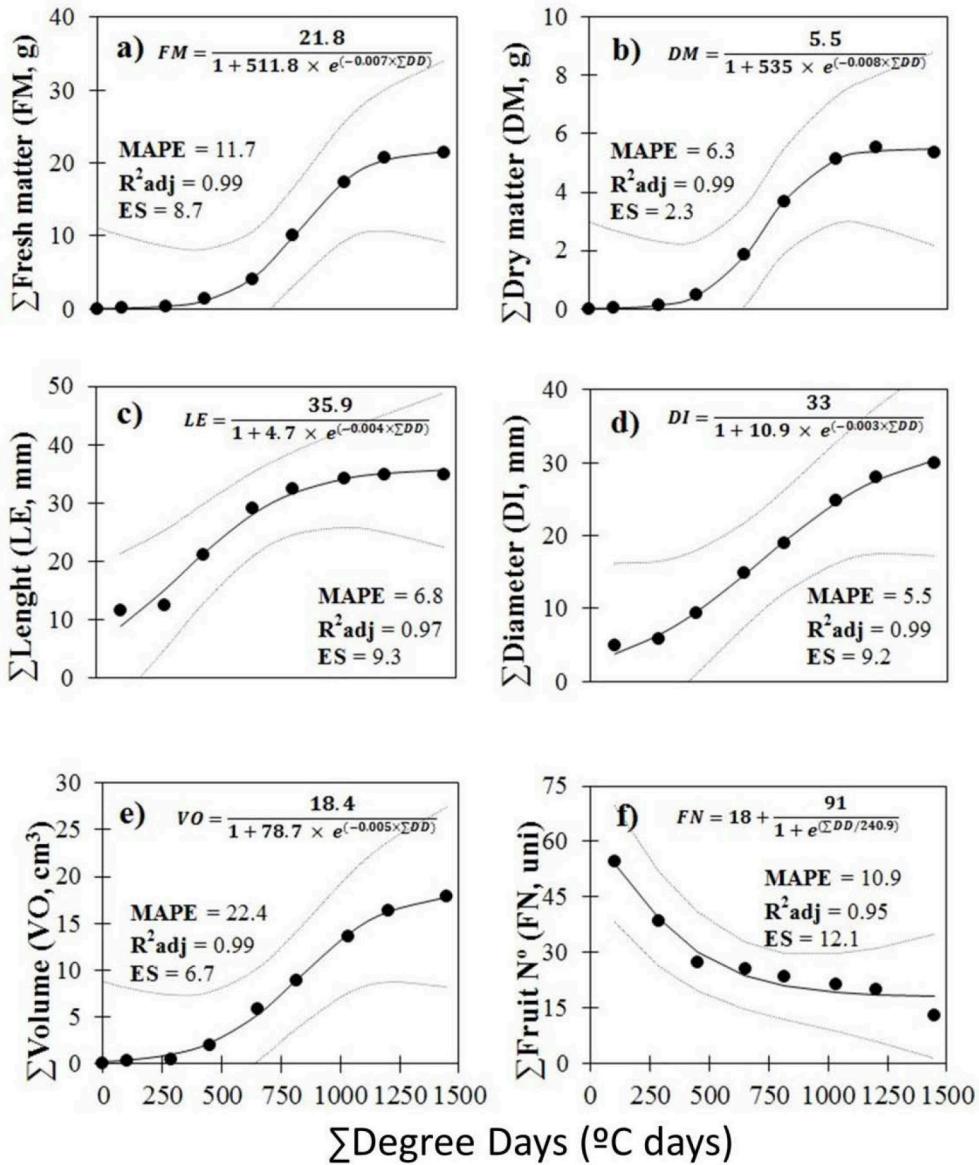 40
30
20
10
0
∑Fresh matter (FM, g)
a) FM = 21.8 / 1 + 511.8 × e^(-0.007×∑DD)
MAPE = 11.7
R²adj = 0.99
ES = 8.7
10
8
6
4
2
0
∑Dry matter (DM, g)
b) DM = 5.5 / 1 + 535 × e^(-0.008×∑DD)
MAPE = 6.3
R²adj = 0.99
ES = 2.3
50
40
30
20
10
0
∑Lenght (LE, mm)
c) LE = 35.9 / 1 + 4.7 × e^(-0.004×∑DD)
MAPE = 6.8
R²adj = 0.97
ES = 9.3
40
30
20
10
0
∑Diameter (DI, mm)
d) DI = 33 / 1 + 10.9 × e^(-0.003×∑DD)
MAPE = 5.5
R²adj = 0.99
ES = 9.2
30
25
20
15
10
5
0
∑Volume (VO, cm³)
e) VO = 18.4 / 1 + 78.7 × e^(-0.005×∑DD)
MAPE = 22.4
R²adj = 0.99
ES = 6.7
0 250 500 750 1000 1250 1500
75
60
45
30
15
0
∑Fruit Nº (FN, uni)
f) FN = 18 + 91 / 1 + e^(∑DD/240.9)
MAPE = 10.9
R²adj = 0.95
ES = 12.1
0 250 500 750 1000 1250 1500
∑Degree Days (ºC days)